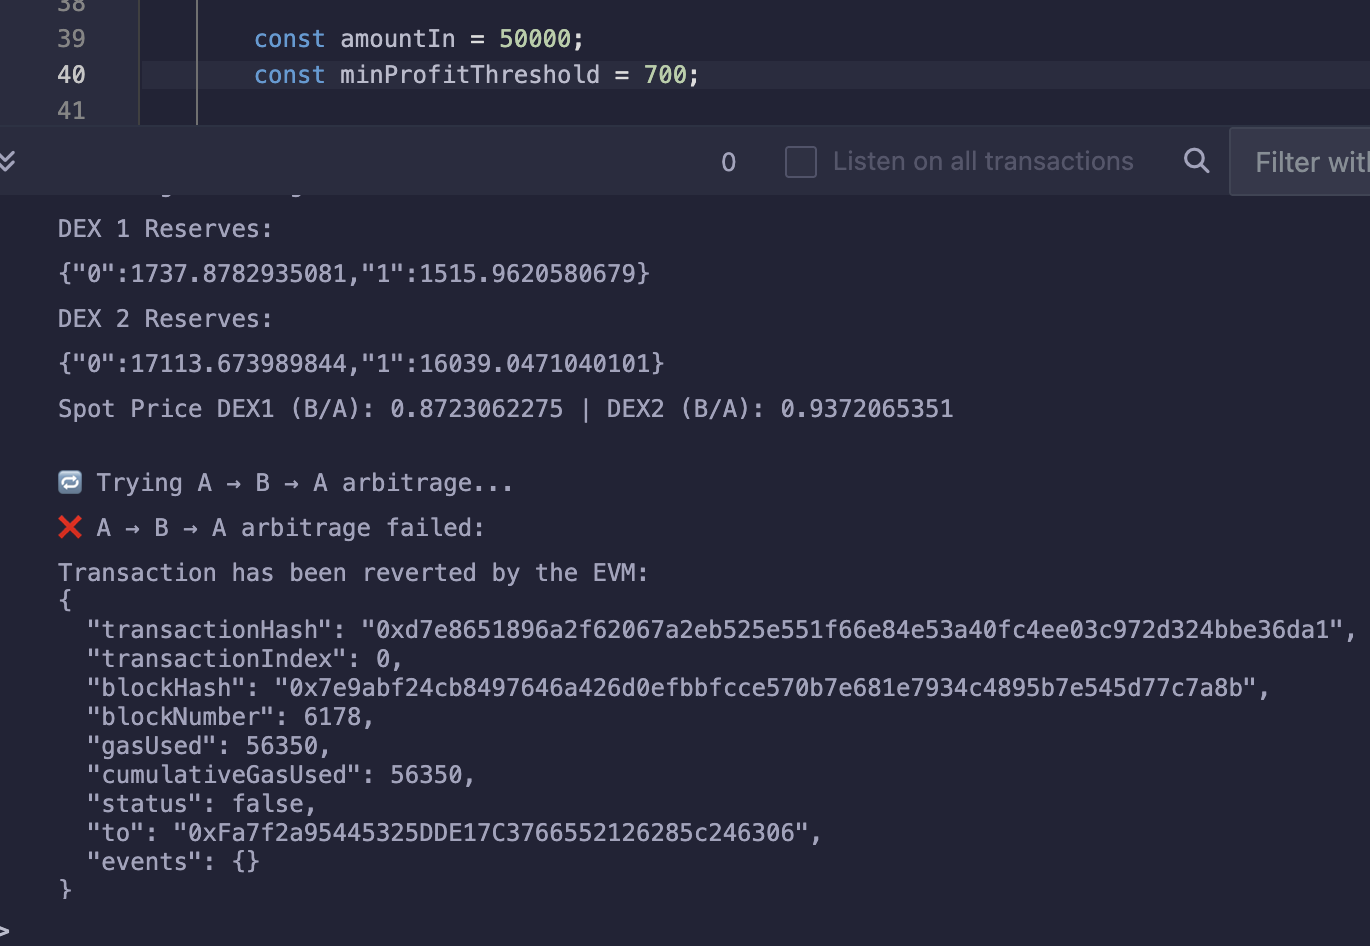 38
39 const amountIn = 50000;
40 const minProfitThreshold = 700;
41
0 Listen on all transactions Filter with
DEX 1 Reserves:
{"0":1737.8782935081,"1":1515.9620580679}
DEX 2 Reserves:
{"0":17113.673989844,"1":16039.0471040101}
Spot Price DEX1 (B/A): 0.8723062275 | DEX2 (B/A): 0.9372065351
🔁 Trying A → B → A arbitrage...
❌ A → B → A arbitrage failed:
Transaction has been reverted by the EVM:
{
"transactionHash": "0xd7e8651896a2f62067a2eb525e551f66e84e53a40fc4ee03c972d324bbe36da1",
"transactionIndex": 0,
"blockHash": "0x7e9abf24cb8497646a426d0efbbfcce570b7e681e7934c4895b7e545d77c7a8b",
"blockNumber": 6178,
"gasUsed": 56350,
"cumulativeGasUsed": 56350,
"status": false,
"to": "0xFa7f2a95445325DDE17C3766552126285c246306",
"events": {}
}
>